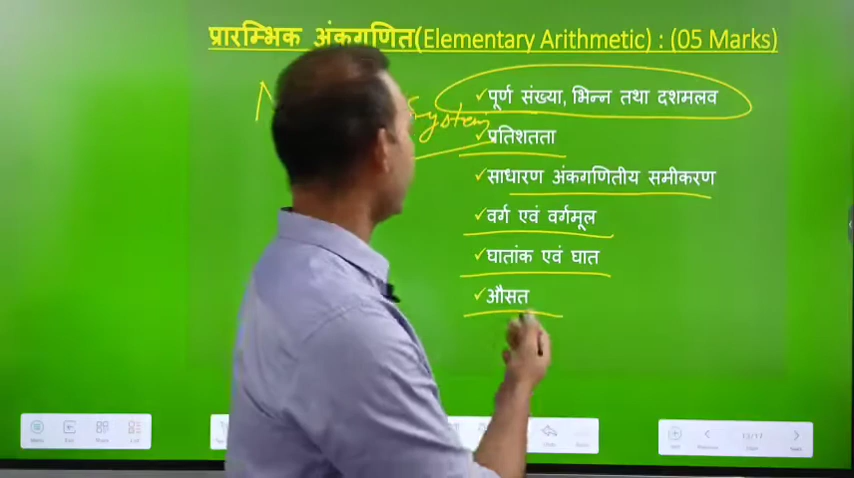 प्रारम्भिक अंकगणित(Elementary Arithmetic) : (05 Marks)
✓पूर्ण संख्या, भिन्न तथा दशमलव
System
✓प्रतिशतता
✓साधारण अंकगणितीय समीकरण
✓वर्ग एवं वर्गमूल
✓घातांक एवं घात
✓औसत